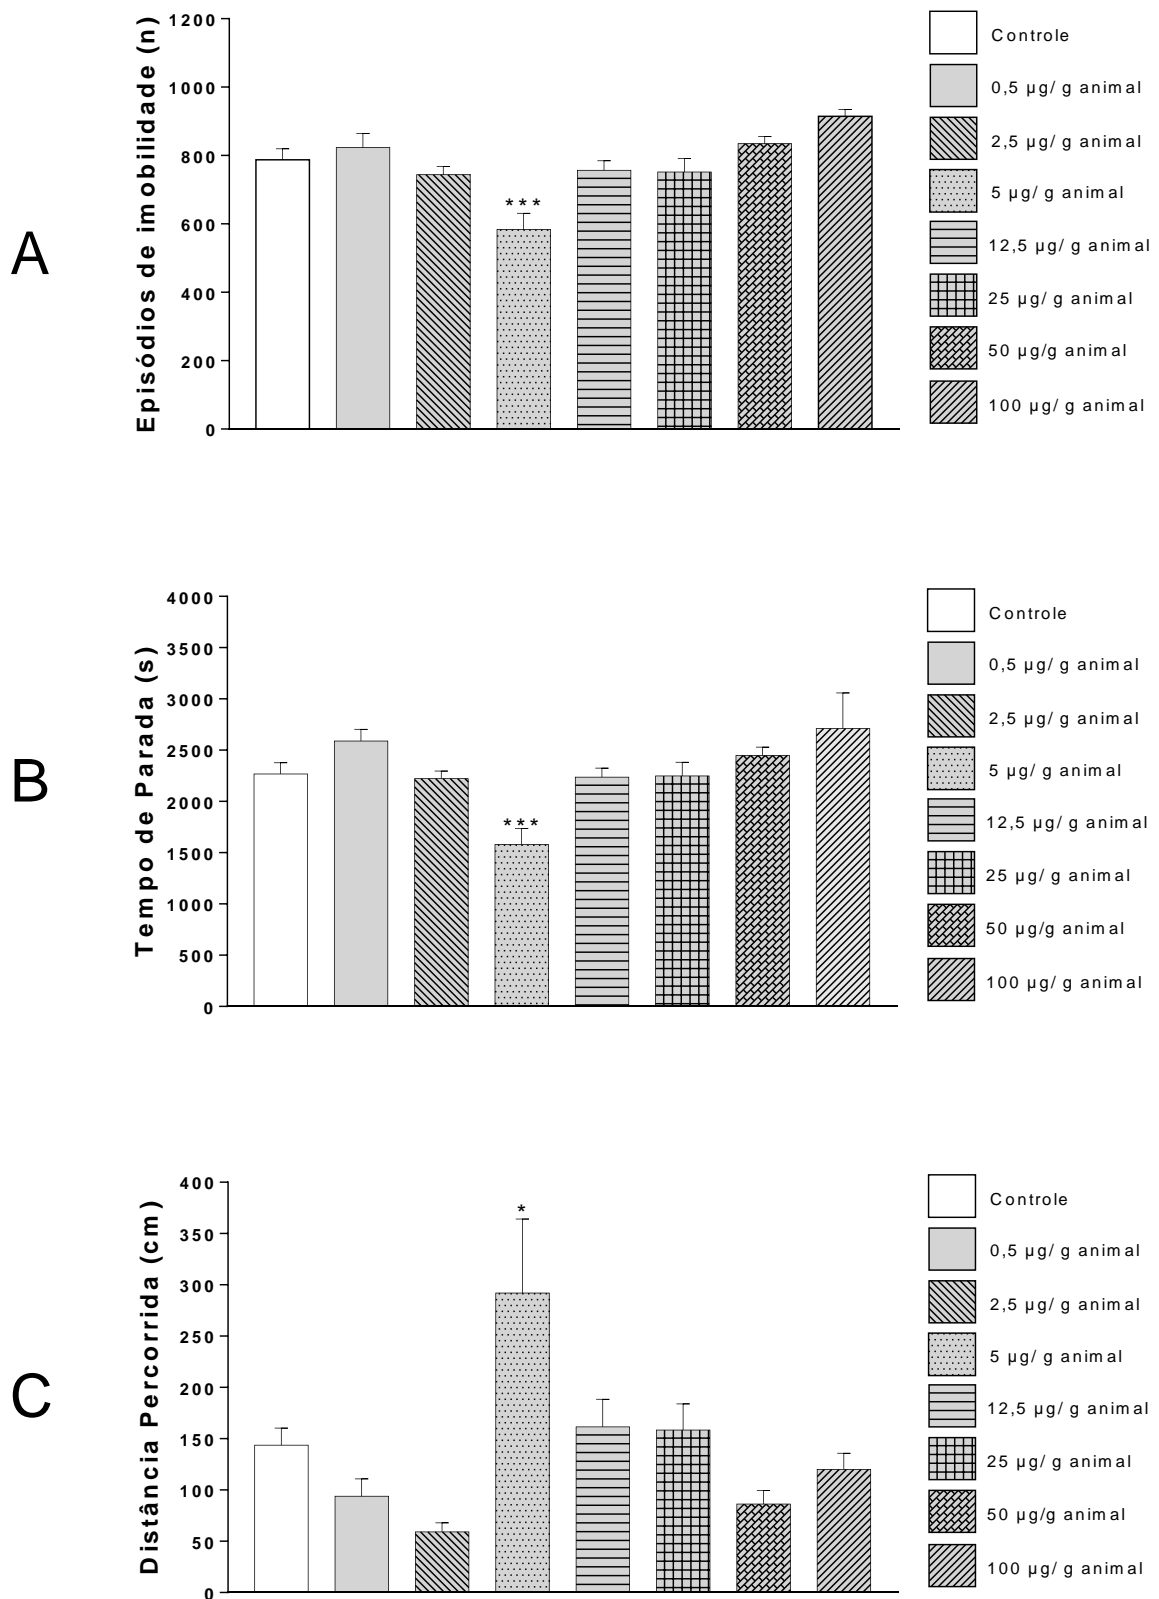 A
Episódios de imobilidade (n)
1200
1000
800
600
400
200
0
***
Controle
0,5 µg/ g animal
2,5 µg/ g animal
5 µg/ g animal
12,5 µg/ g animal
25 µg/ g animal
50 µg/g animal
100 µg/ g animal
B
Tempo de Parada (s)
4000
3500
3000
2500
2000
1500
1000
500
0
***
Controle
0,5 µg/ g animal
2,5 µg/ g animal
5 µg/ g animal
12,5 µg/ g animal
25 µg/ g animal
50 µg/g animal
100 µg/ g animal
C
Distância Percorrida (cm)
400
350
300
250
200
150
100
50
0
*
Controle
0,5 µg/ g animal
2,5 µg/ g animal
5 µg/ g animal
12,5 µg/ g animal
25 µg/ g animal
50 µg/g animal
100 µg/ g animal